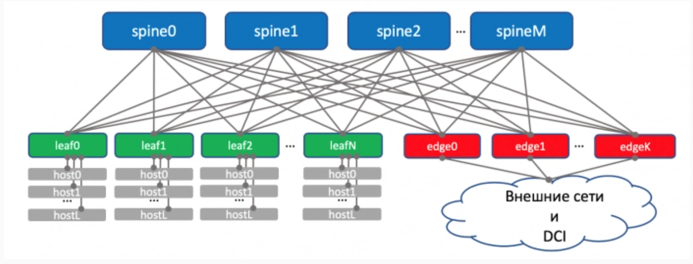 spine0 spine1 spine2 ... spineM
leaf0 leaf1 leaf2 ... leafN edge0 edge1 ... edgeK
host0 host0 host0 host0
host1 host1 host1 host1
... ... ... ...
hostL hostL hostL hostL
Внешние сети
и
DCI